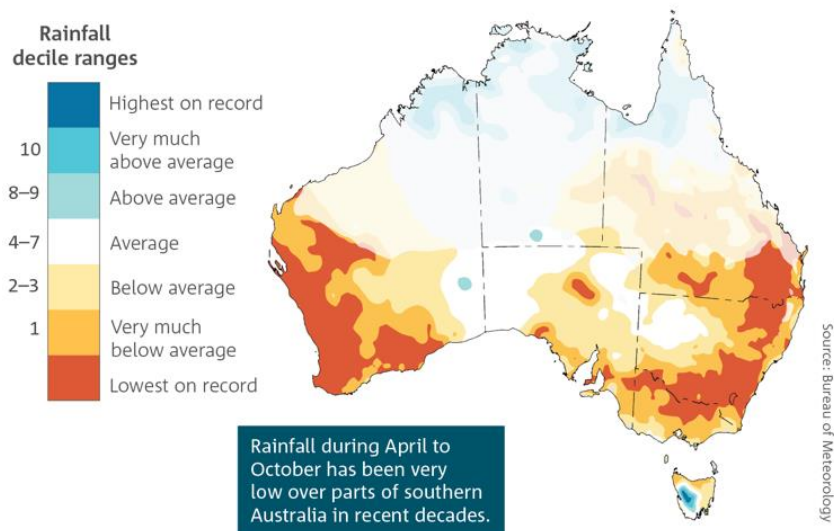 Rainfall
decile ranges
Highest on record
10
Very much
above average
8–9
Above average
4–7
Average
2–3
Below average
1
Very much
below average
Lowest on record
Rainfall during April to
October has been very
low over parts of southern
Australia in recent decades.
Source: Bureau of Meteorology